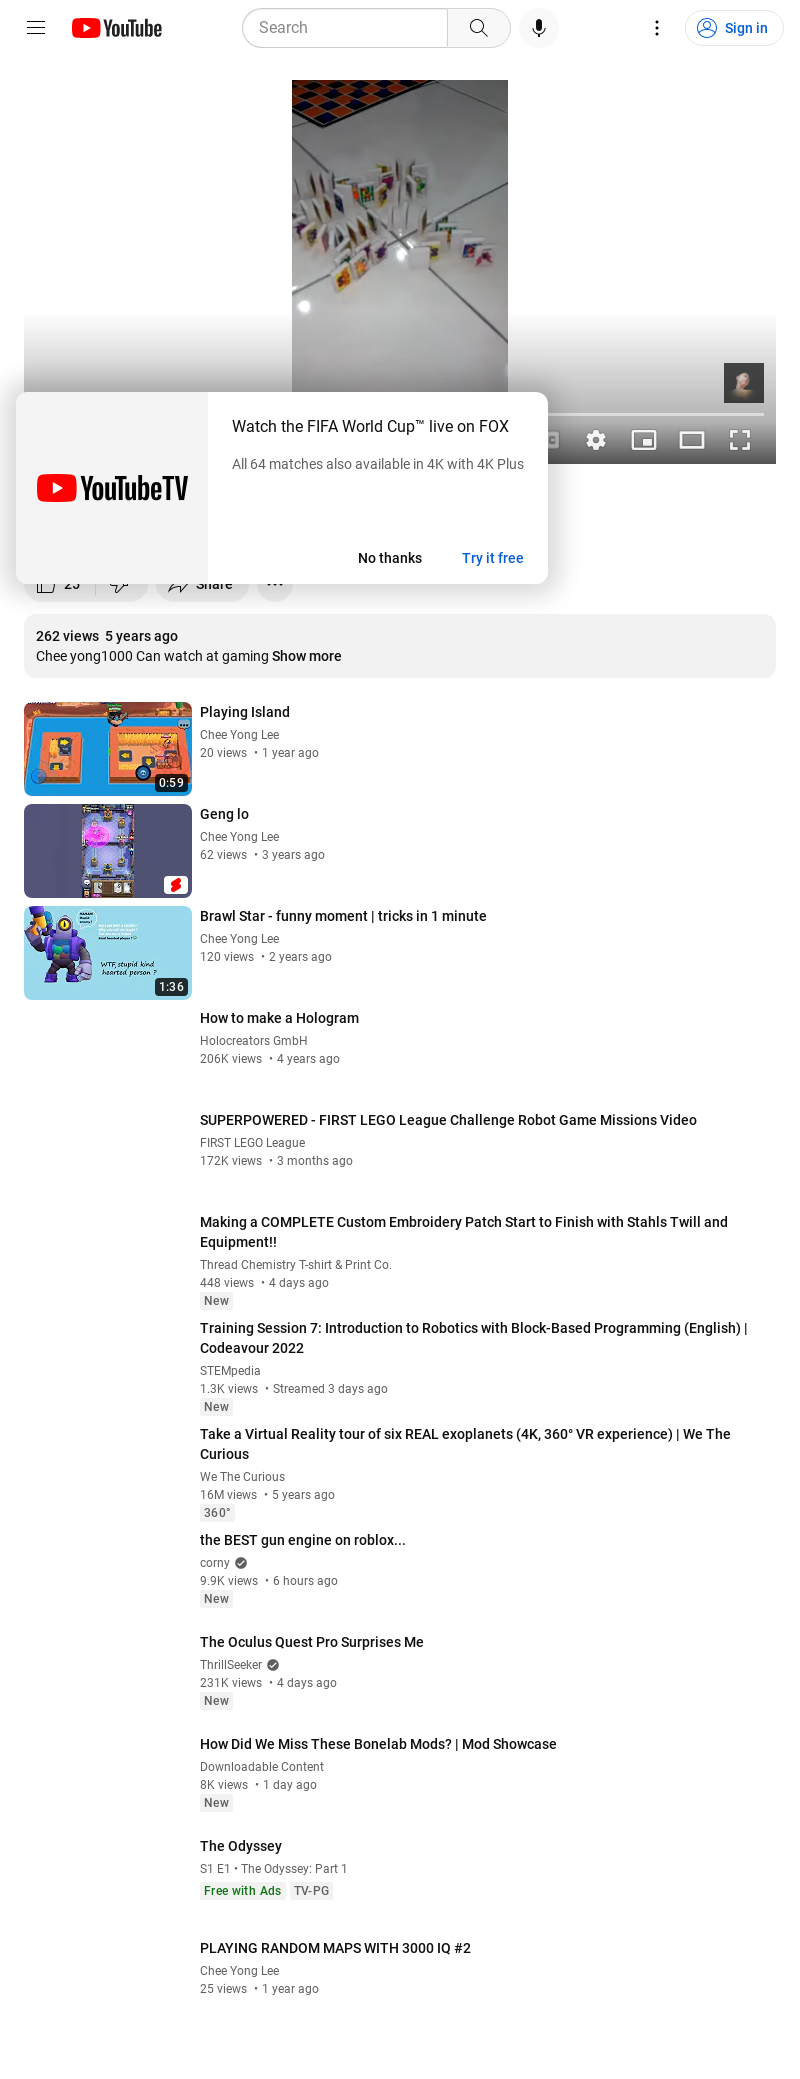 YouTube
Search
Sign in
Watch the FIFA World Cup™ live on FOX
All 64 matches also available in 4K with 4K Plus
YouTubeTV
No thanks
Try it free
25
Share
262 views 5 years ago
Chee yong1000 Can watch at gaming Show more
Playing Island
Chee Yong Lee
20 views • 1 year ago
0:59
Geng lo
Chee Yong Lee
62 views • 3 years ago
Brawl Star - funny moment | tricks in 1 minute
Chee Yong Lee
120 views • 2 years ago
WTF, stupid kind
hearted person ?
1:36
How to make a Hologram
Holocreators GmbH
206K views • 4 years ago
SUPERPOWERED - FIRST LEGO League Challenge Robot Game Missions Video
FIRST LEGO League
172K views • 3 months ago
Making a COMPLETE Custom Embroidery Patch Start to Finish with Stahls Twill and
Equipment!!
Thread Chemistry T-shirt & Print Co.
448 views • 4 days ago
New
Training Session 7: Introduction to Robotics with Block-Based Programming (English) |
Codeavour 2022
STEMpedia
1.3K views • Streamed 3 days ago
New
Take a Virtual Reality tour of six REAL exoplanets (4K, 360° VR experience) | We The
Curious
We The Curious
16M views • 5 years ago
360°
the BEST gun engine on roblox...
corny
9.9K views • 6 hours ago
New
The Oculus Quest Pro Surprises Me
ThrillSeeker
231K views • 4 days ago
New
How Did We Miss These Bonelab Mods? | Mod Showcase
Downloadable Content
8K views • 1 day ago
New
The Odyssey
S1 E1 • The Odyssey: Part 1
Free with Ads TV-PG
PLAYING RANDOM MAPS WITH 3000 IQ #2
Chee Yong Lee
25 views • 1 year ago